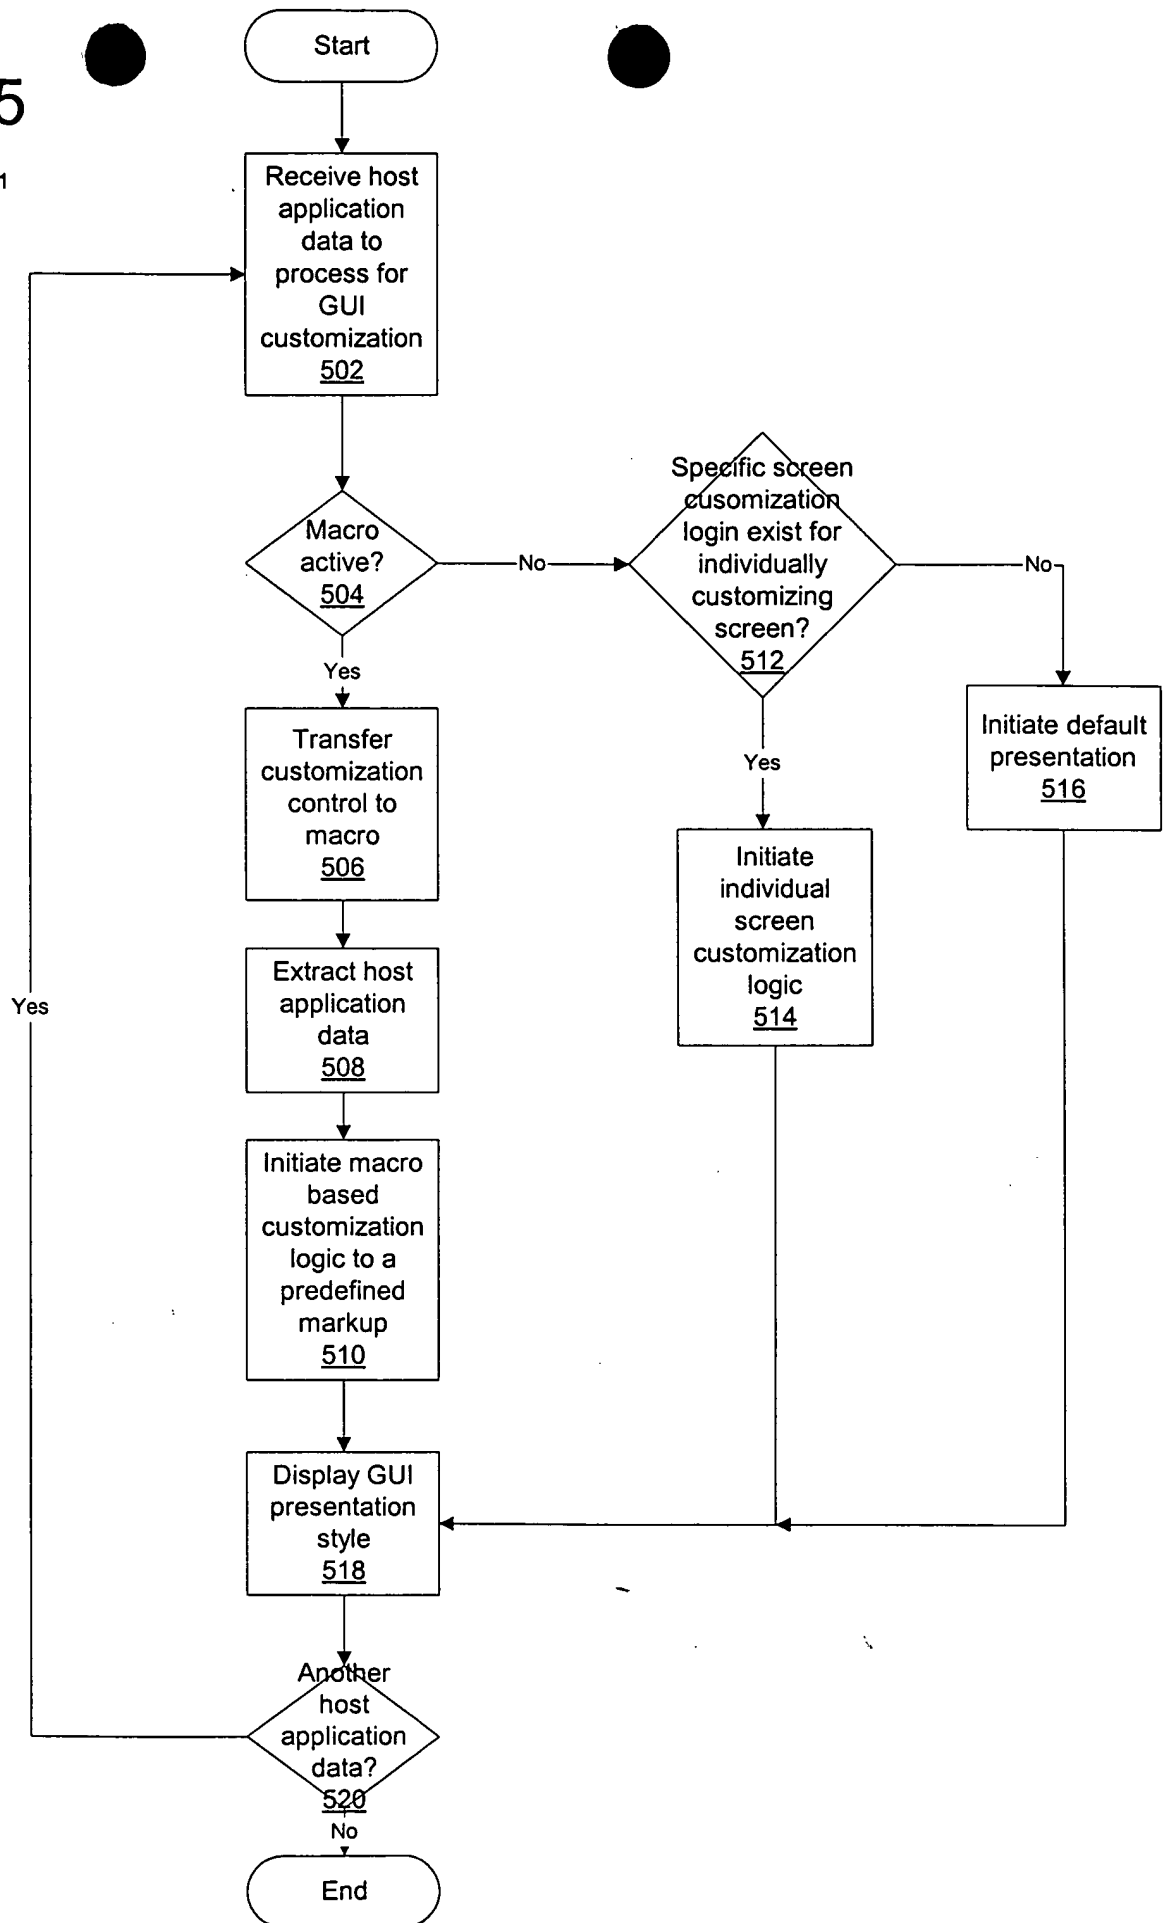 Start
5
1
Receive host
application
data to
process for
GUI
customization
502
Macro
active?
504
No
Specific screen
cusomization
login exist for
individually
customizing
screen?
512
No
Yes
Transfer
customization
control to
macro
506
Yes
Initiate default
presentation
516
Initiate
individual
screen
customization
logic
514
Extract host
application
data
508
Yes
Initiate macro
based
customization
logic to a
predefined
markup
510
Display GUI
presentation
style
518
Another
host
application
data?
520
No
End